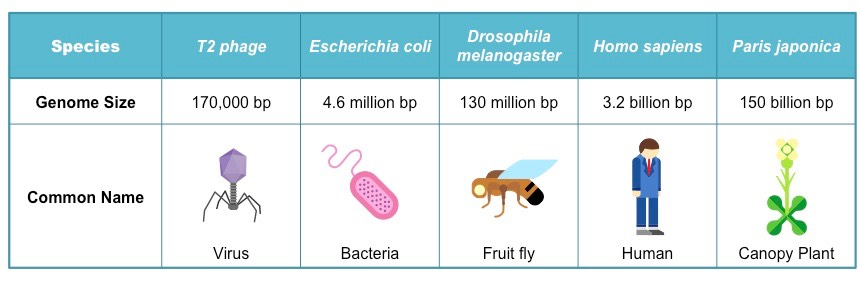 Species T2 phage Escherichia coli Drosophila melanogaster Homo sapiens Paris japonica
Genome Size 170,000 bp 4.6 million bp 130 million bp 3.2 billion bp 150 billion bp
Common Name Virus Bacteria Fruit fly Human Canopy Plant